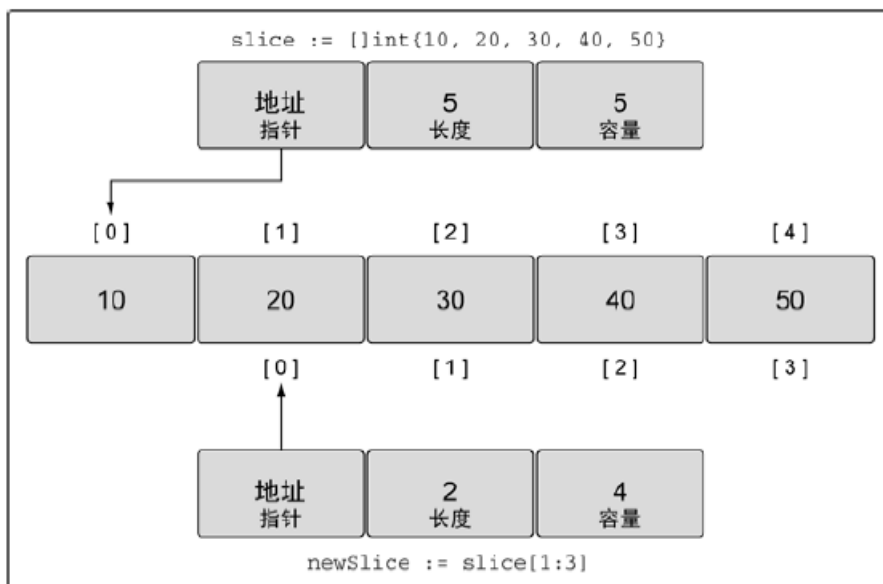 slice := []int{10, 20, 30, 40, 50}
地址 5 5
指针 长度 容量
[0] [1] [2] [3] [4]
10 20 30 40 50
[0] [1] [2] [3]
地址 2 4
指针 长度 容量
newSlice := slice[1:3]